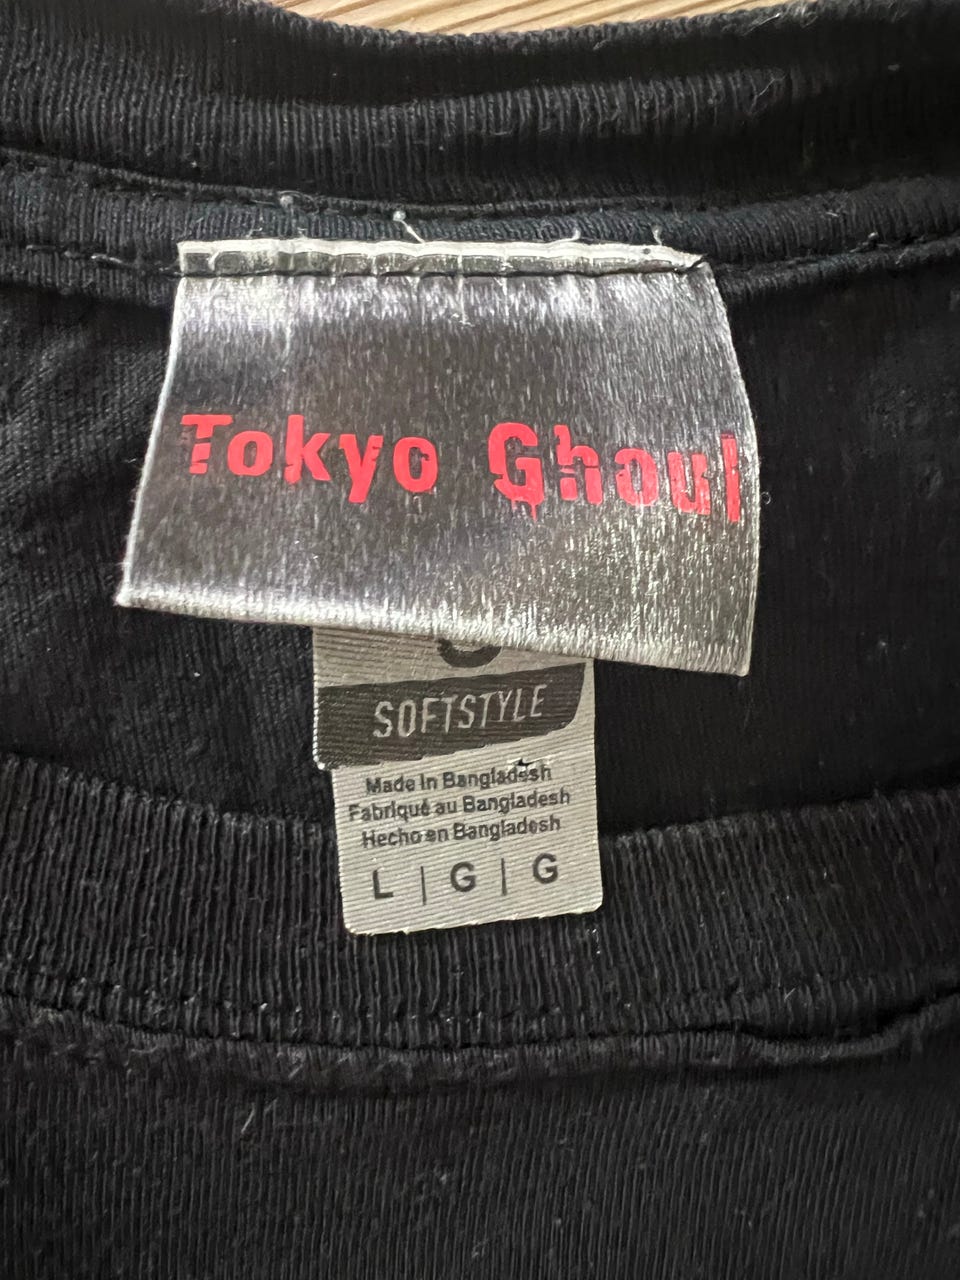 Tokyo Ghoul
SOFTSTYLE
Made in Bangladesh
Fabriqué au Bangladesh
Hecho en Bangladesh
L | G | G